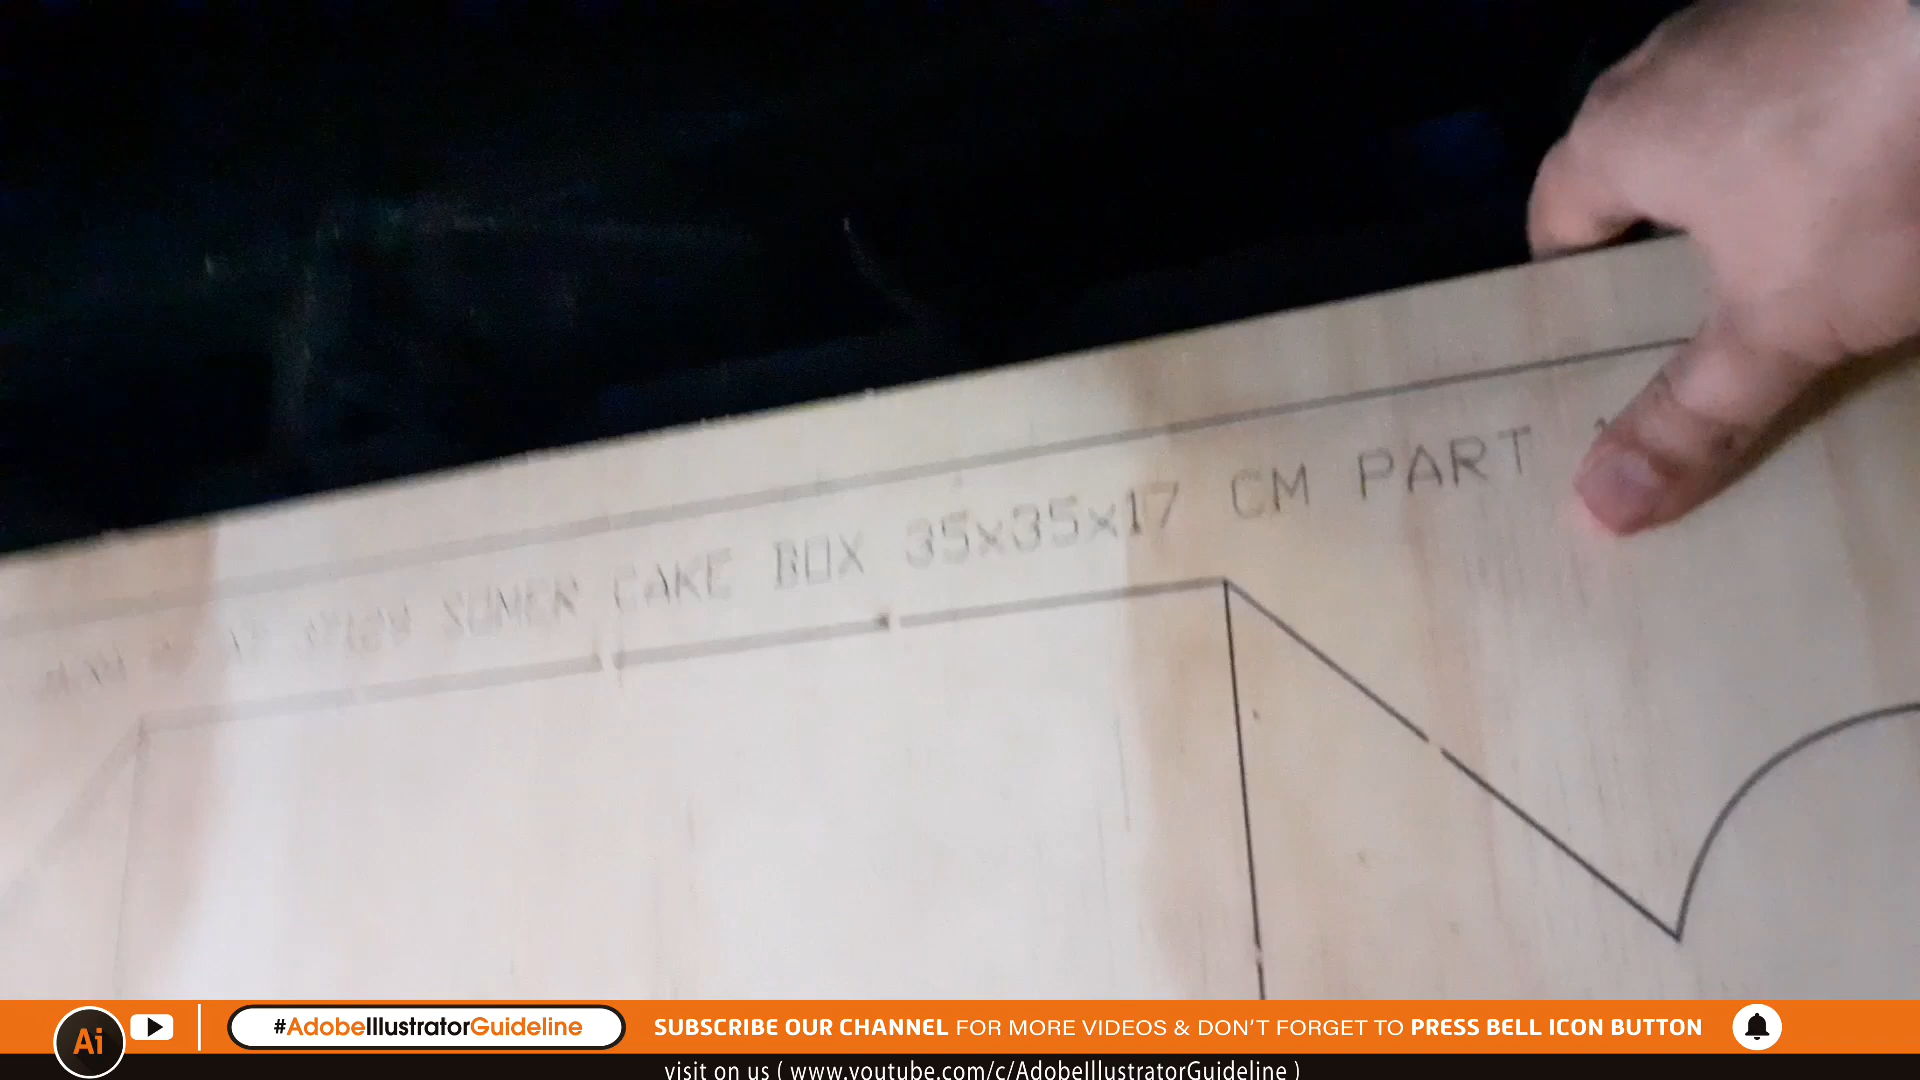 SUMER CAKE BOX 35x35x17 CM PART
Ai
#AdobeIllustratorGuideline
SUBSCRIBE OUR CHANNEL FOR MORE VIDEOS & DON'T FORGET TO PRESS BELL ICON BUTTON
visit on us ( www.youtube.com/c/AdobeIllustratorGuideline )